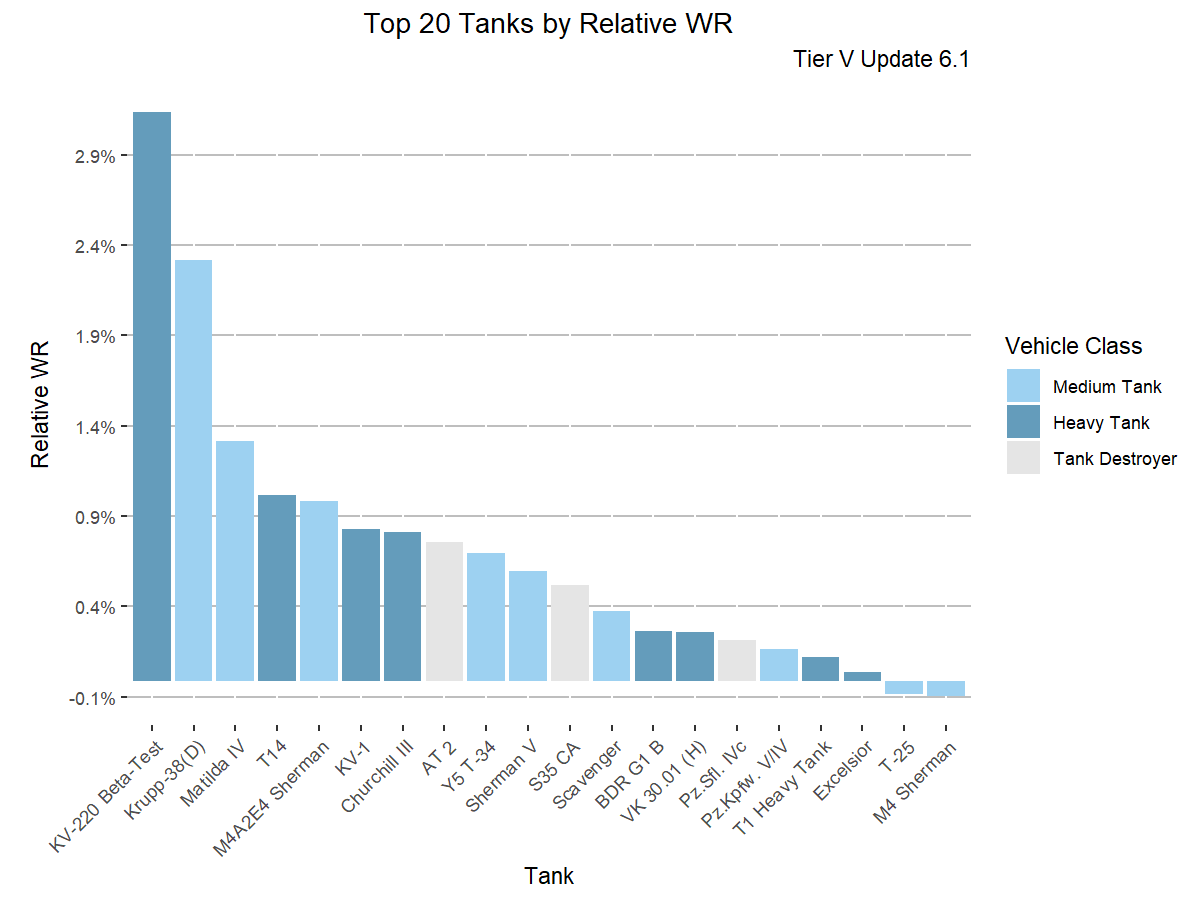 Top 20 Tanks by Relative WR
Tier V Update 6.1
Relative WR
2.9%
2.4%
1.9%
1.4%
0.9%
0.4%
-0.1%
KV-220 Beta-Test
Krupp-38(D)
Matilda IV
T14
M4A2E4 Sherman
KV-1
Churchill III
AT 2
Y5 T-34
Sherman V
S35 CA
Scavenger
BDR G1 B
VK 30.01 (H)
Pz.Sfl. IVc
Pz.Kpfw. V/IV
T1 Heavy Tank
Excelsior
T-25
M4 Sherman
Tank
Vehicle Class
Medium Tank
Heavy Tank
Tank Destroyer